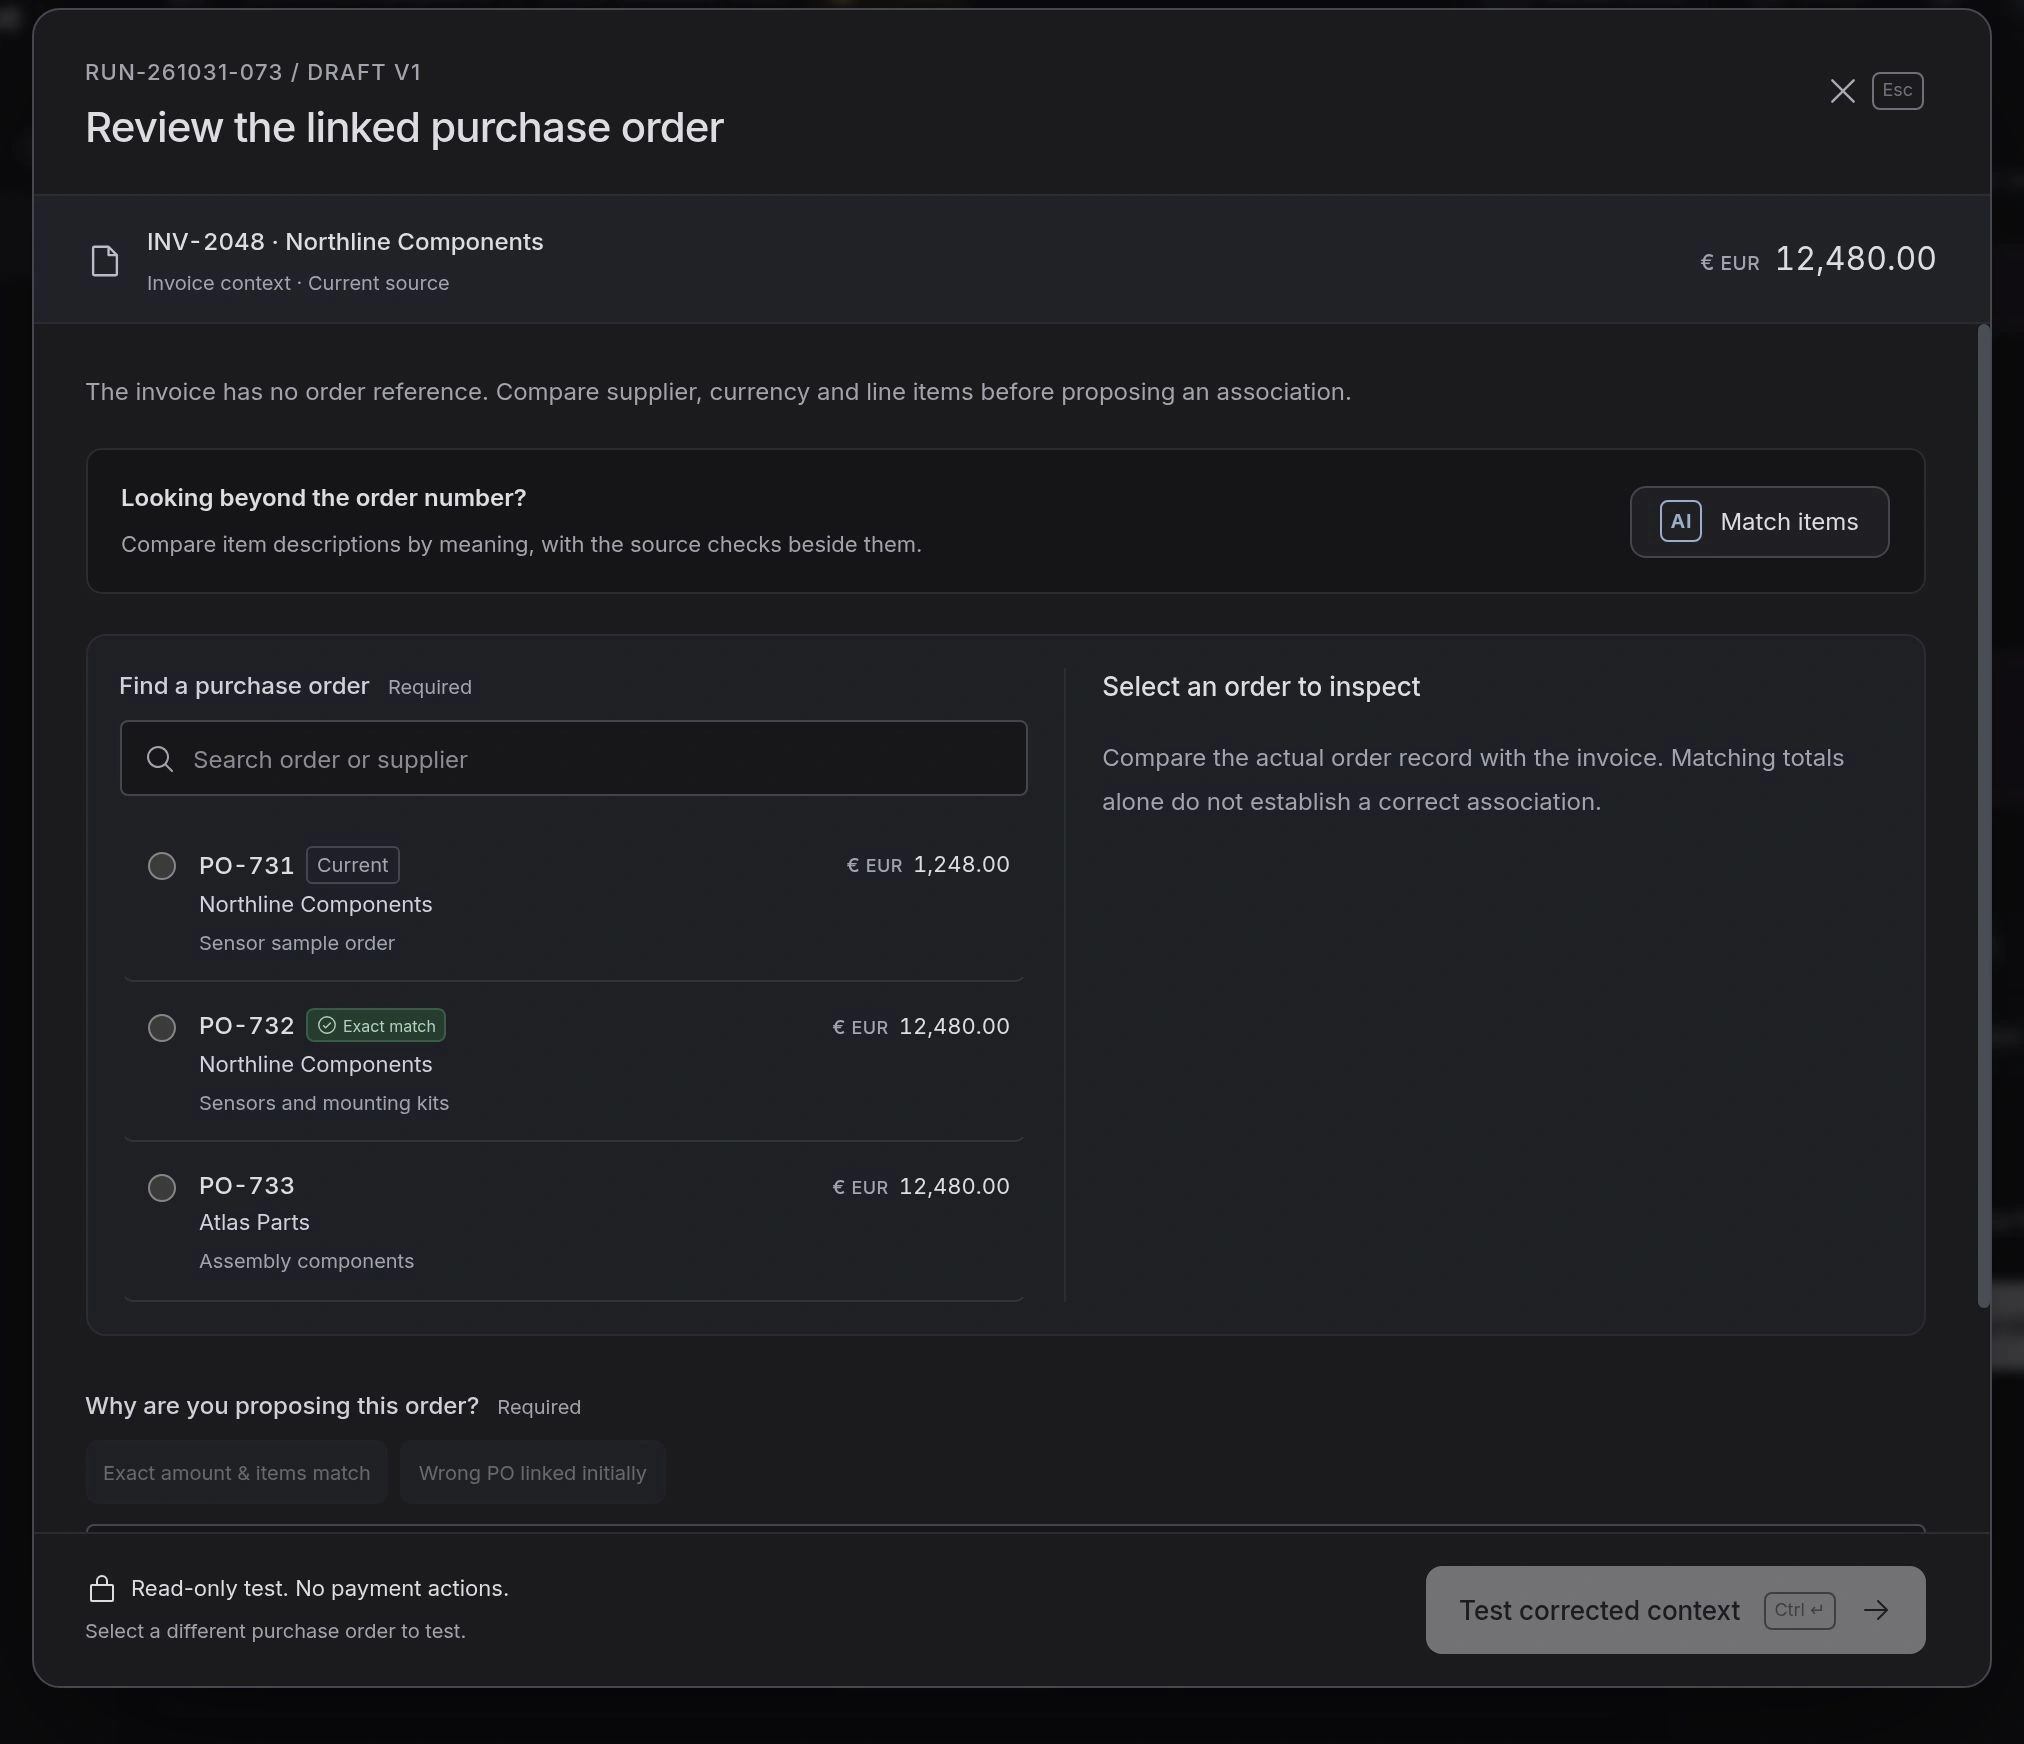 RUN-261031-073 / DRAFT V1
Review the linked purchase order
Esc
INV-2048 · Northline Components
Invoice context · Current source
€ EUR 12,480.00
The invoice has no order reference. Compare supplier, currency and line items before proposing an association.
Looking beyond the order number?
Compare item descriptions by meaning, with the source checks beside them.
AI Match items
Find a purchase order Required
Search order or supplier
PO-731 Current € EUR 1,248.00
Northline Components
Sensor sample order
PO-732 Exact match € EUR 12,480.00
Northline Components
Sensors and mounting kits
PO-733 € EUR 12,480.00
Atlas Parts
Assembly components
Select an order to inspect
Compare the actual order record with the invoice. Matching totals
alone do not establish a correct association.
Why are you proposing this order? Required
Exact amount & items match
Wrong PO linked initially
Read-only test. No payment actions.
Select a different purchase order to test.
Test corrected context Ctrl ↵ →